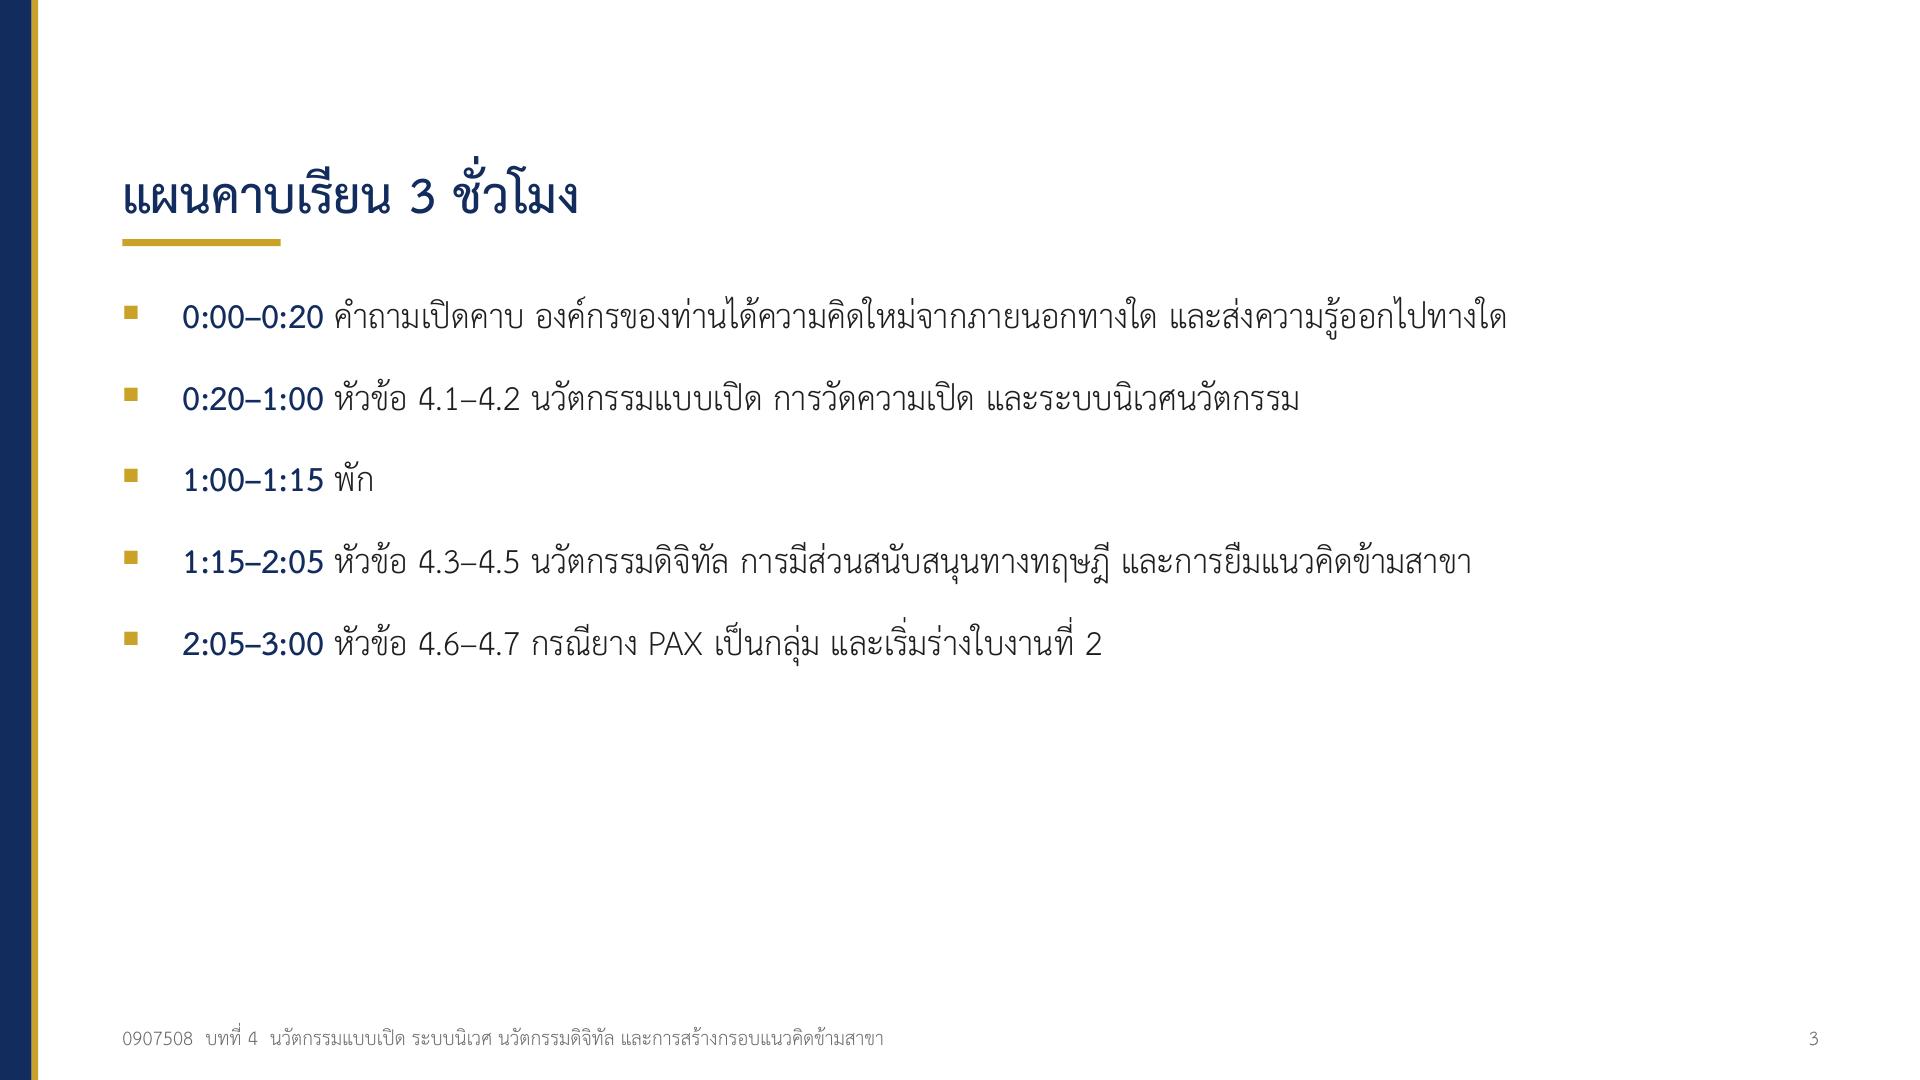 แผนคาบเรียน 3 ชั่วโมง
0:00–0:20 คำถามเปิดคาบ องค์กรของท่านได้ความคิดใหม่จากภายนอกทางใด และส่งความรู้ออกไปทางใด
0:20–1:00 หัวข้อ 4.1–4.2 นวัตกรรมแบบเปิด การวัดความเปิด และระบบนิเวศนวัตกรรม
1:00–1:15 พัก
1:15–2:05 หัวข้อ 4.3–4.5 นวัตกรรมดิจิทัล การมีส่วนสนับสนุนทางทฤษฎี และการยืมแนวคิดข้ามสาขา
2:05–3:00 หัวข้อ 4.6–4.7 กรณียาง PAX เป็นกลุ่ม และเริ่มร่างใบงานที่ 2
0907508 บทที่ 4 นวัตกรรมแบบเปิด ระบบนิเวศ นวัตกรรมดิจิทัล และการสร้างกรอบแนวคิดข้ามสาขา
3